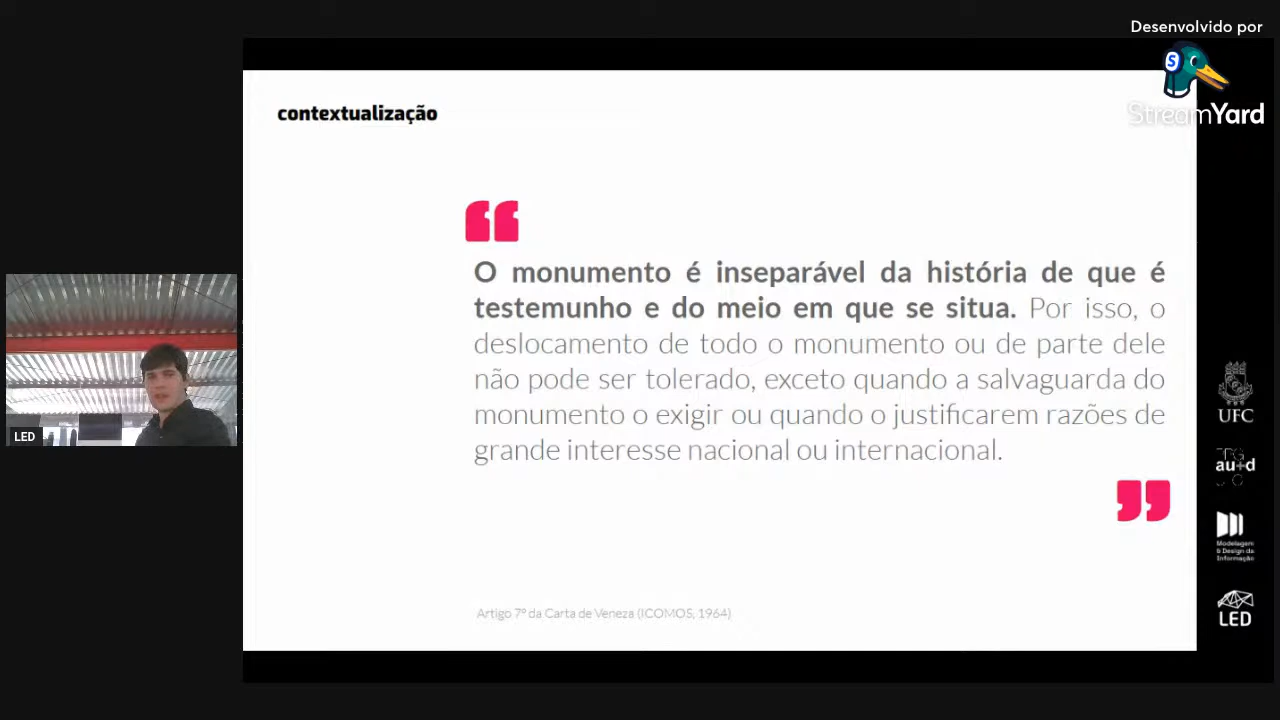 Desenvolvido por
StreamYard
contextualização
“
O monumento é inseparável da história de que é
testemunho e do meio em que se situa. Por isso, o
deslocamento de todo o monumento ou de parte dele
não pode ser tolerado, exceto quando a salvaguarda do
monumento o exigir ou quando o justificarem razões de
grande interesse nacional ou internacional.
”
Artigo 7º da Carta de Veneza (ICOMOS, 1964)
LED
UFC
au+d
Modelagem
& Design da
Informação
LED